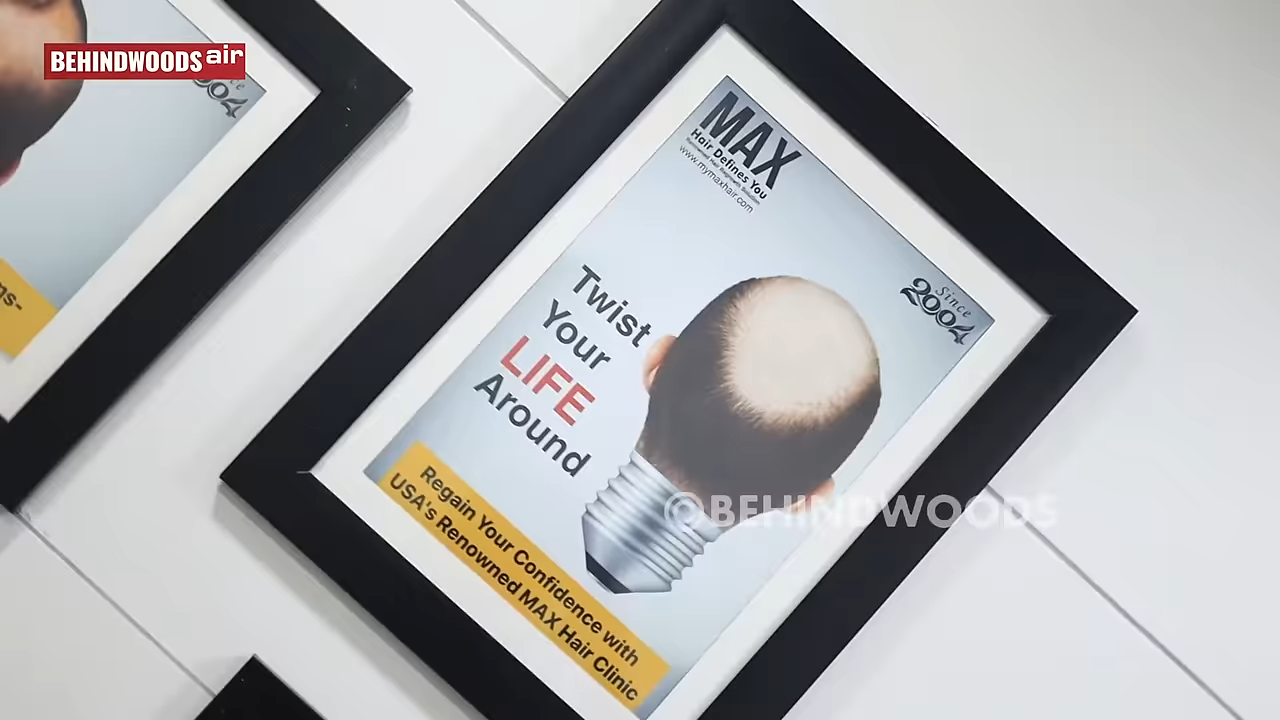 BEHINDWOODS air
2004
MAX
Hair Defines You
www.mymaxhair.com
Since
2004
Twist
Your
LIFE
Around
Regain Your Confidence with
USA's Renowned MAX Hair Clinic
@BEHINDWOODS